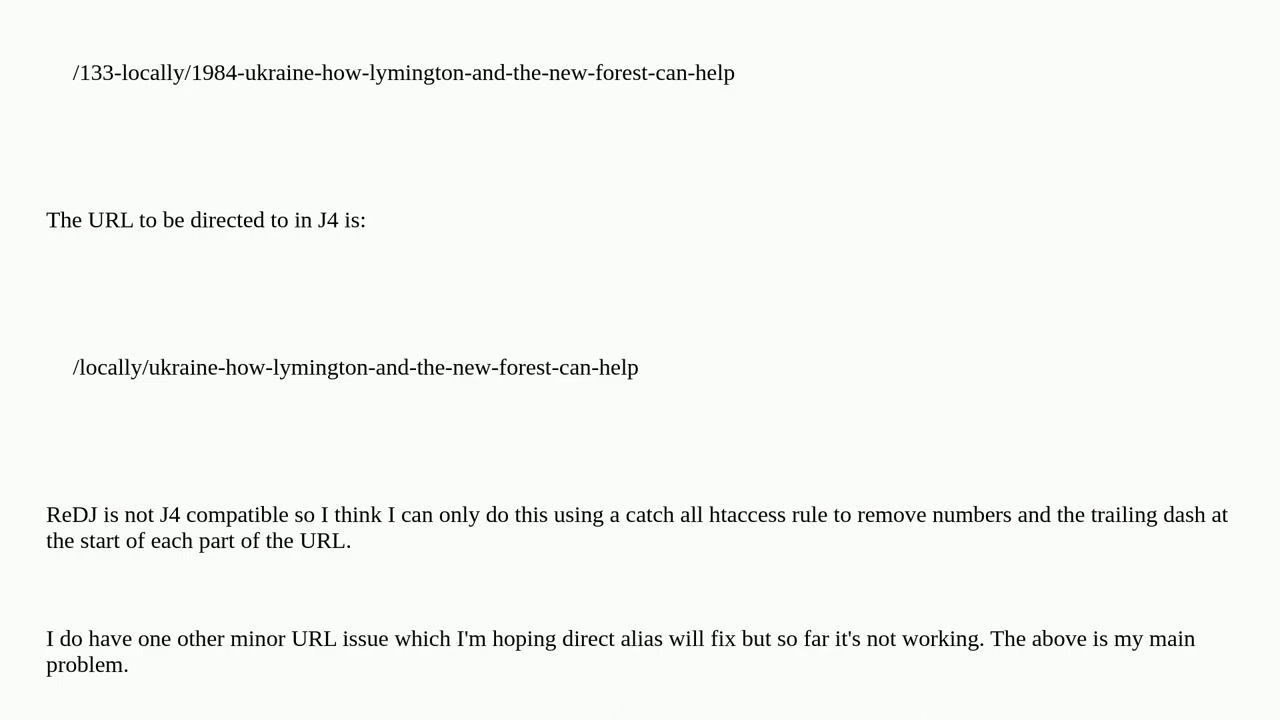 /133-locally/1984-ukraine-how-lymington-and-the-new-forest-can-help
The URL to be directed to in J4 is:
/locally/ukraine-how-lymington-and-the-new-forest-can-help
ReDJ is not J4 compatible so I think I can only do this using a catch all htaccess rule to remove numbers and the trailing dash at
the start of each part of the URL.
I do have one other minor URL issue which I'm hoping direct alias will fix but so far it's not working. The above is my main
problem.